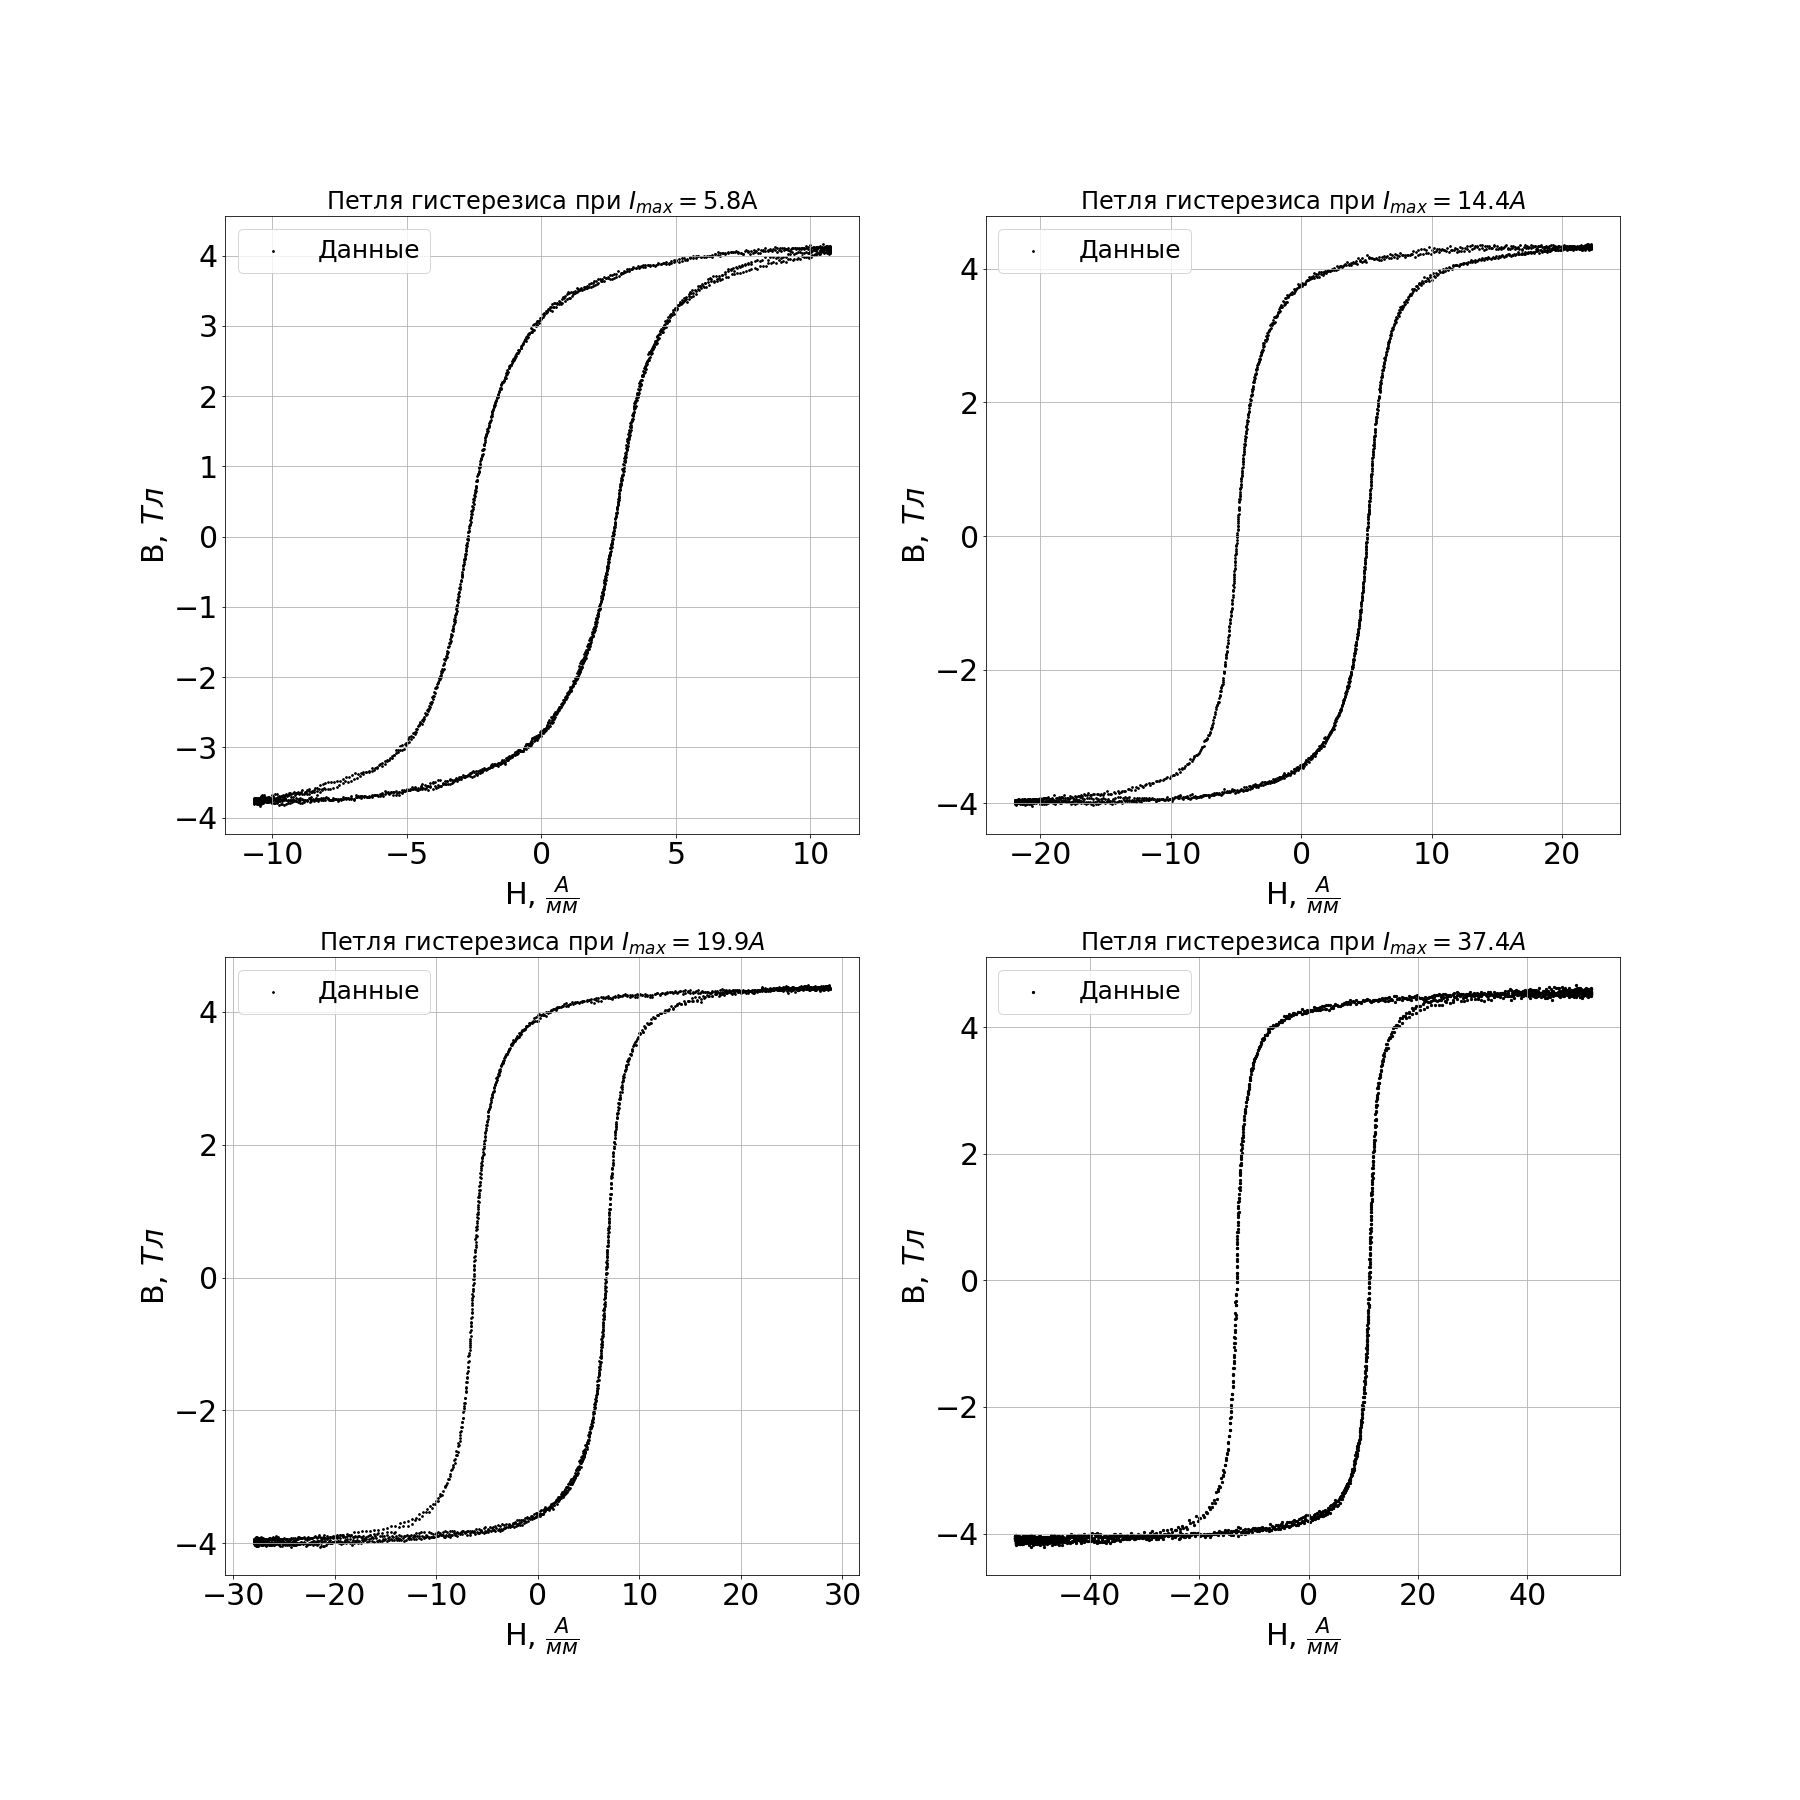 Петля гистерезиса при I_max = 5.8А
Данные
4
3
2
1
0
−1
−2
−3
−4
B, Тл
−10 −5 0 5 10
H, А/мм
Петля гистерезиса при I_max = 14.4А
Данные
4
2
0
−2
−4
B, Тл
−20 −10 0 10 20
H, А/мм
Петля гистерезиса при I_max = 19.9А
Данные
4
2
0
−2
−4
B, Тл
−30 −20 −10 0 10 20 30
H, А/мм
Петля гистерезиса при I_max = 37.4А
Данные
4
2
0
−2
−4
B, Тл
−40 −20 0 20 40
H, А/мм